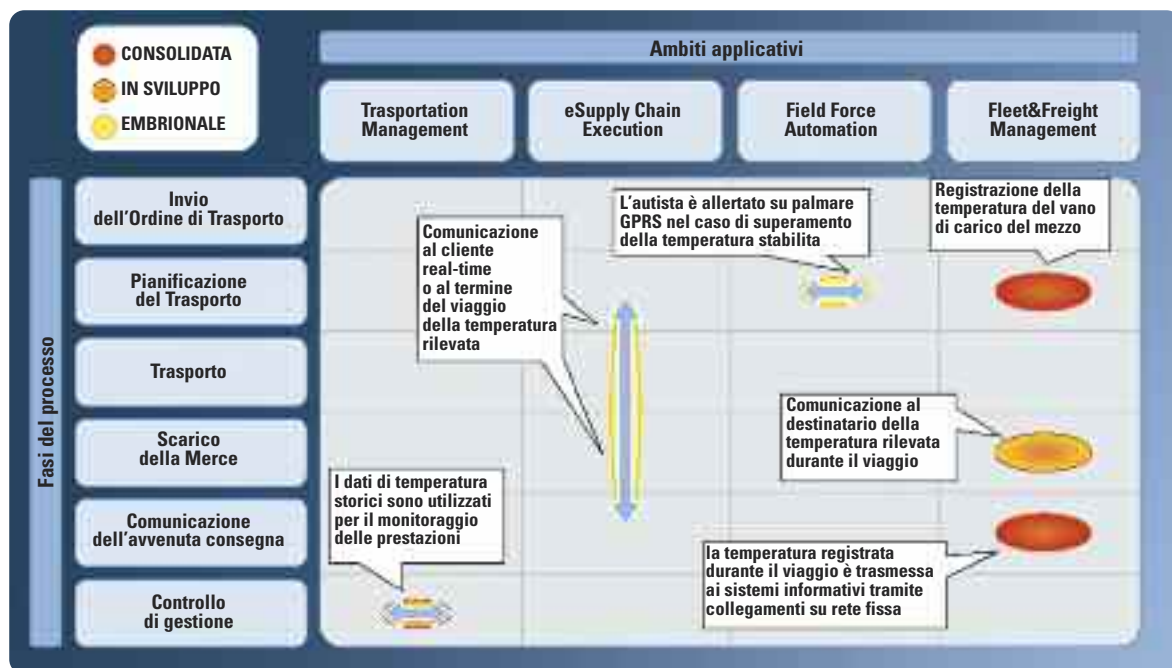 CONSOLIDATA
IN SVILUPPO
EMBRIONALE
Ambiti applicativi
Trasportation
Management
eSupply Chain
Execution
Field Force
Automation
Fleet&Freight
Management
Fasi del processo
Invio
dell'Ordine di Trasporto
Pianificazione
del Trasporto
Trasporto
Scarico
della Merce
Comunicazione
dell'avvenuta consegna
Controllo
di gestione
Comunicazione
al cliente
real-time
o al termine
del viaggio
della temperatura
rilevata
L'autista è allertato su palmare
GPRS nel caso di superamento
della temperatura stabilita
Registrazione della
temperatura del vano
di carico del mezzo
Comunicazione al
destinatario della
temperatura rilevata
durante il viaggio
I dati di temperatura
storici sono utilizzati
per il monitoraggio
delle prestazioni
la temperatura registrata
durante il viaggio è trasmessa
ai sistemi informativi tramite
collegamenti su rete fissa